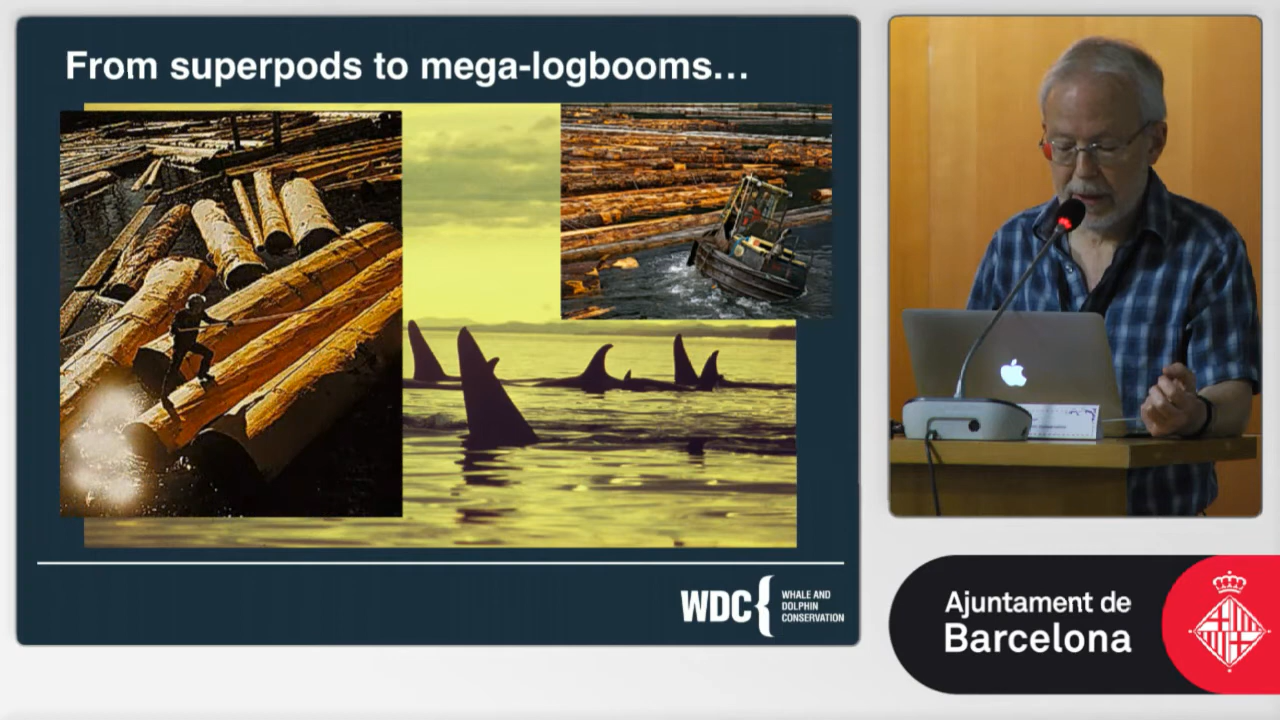 From superpods to mega-logbooms...
WDC
WHALE AND
DOLPHIN
CONSERVATION
Ajuntament de
Barcelona